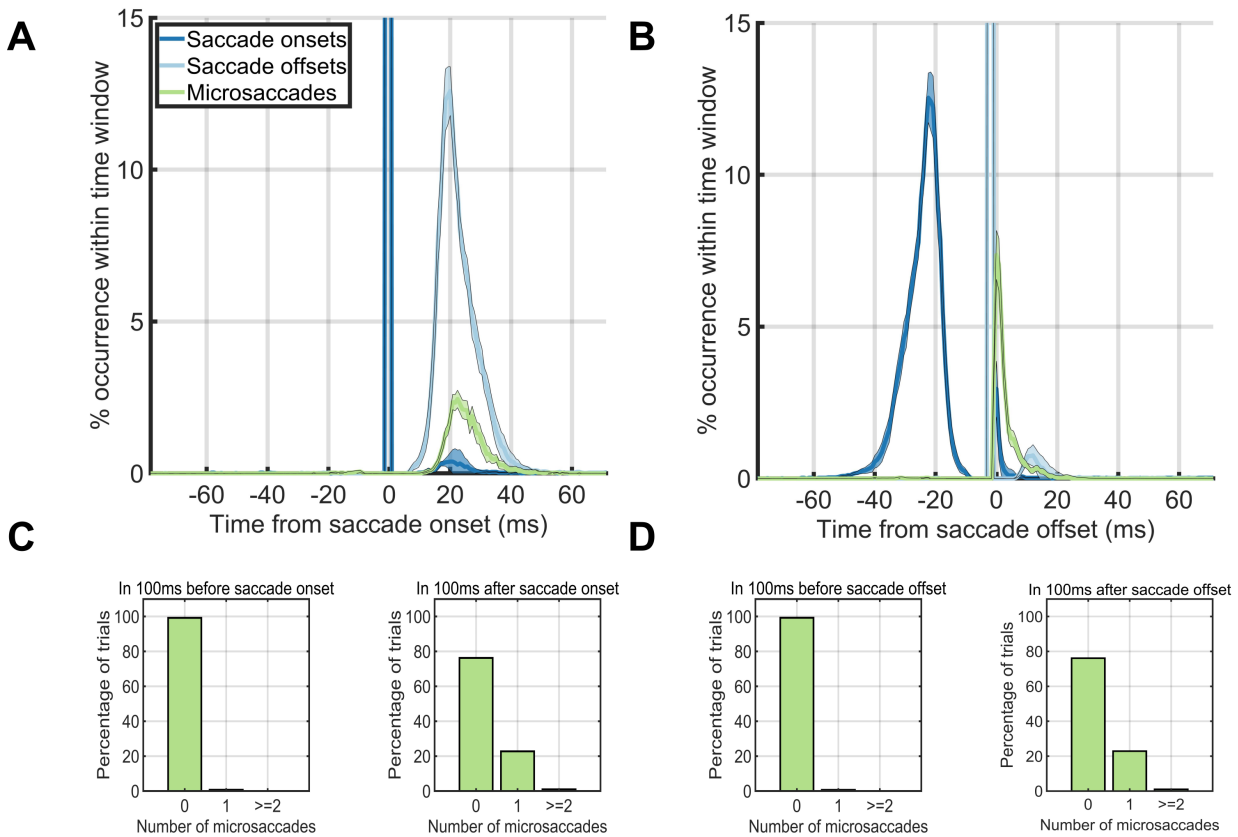 A
15
10
5
0
% occurrence within time window
Saccade onsets
Saccade offsets
Microsaccades
-60 -40 -20 0 20 40 60
Time from saccade onset (ms)
B
15
10
5
0
% occurrence within time window
-60 -40 -20 0 20 40 60
Time from saccade offset (ms)
C
In 100ms before saccade onset
100
80
60
40
20
0
Percentage of trials
0 1 >=2
Number of microsaccades
In 100ms after saccade onset
100
80
60
40
20
0
Percentage of trials
0 1 >=2
Number of microsaccades
D
In 100ms before saccade offset
100
80
60
40
20
0
Percentage of trials
0 1 >=2
Number of microsaccades
In 100ms after saccade offset
100
80
60
40
20
0
Percentage of trials
0 1 >=2
Number of microsaccades